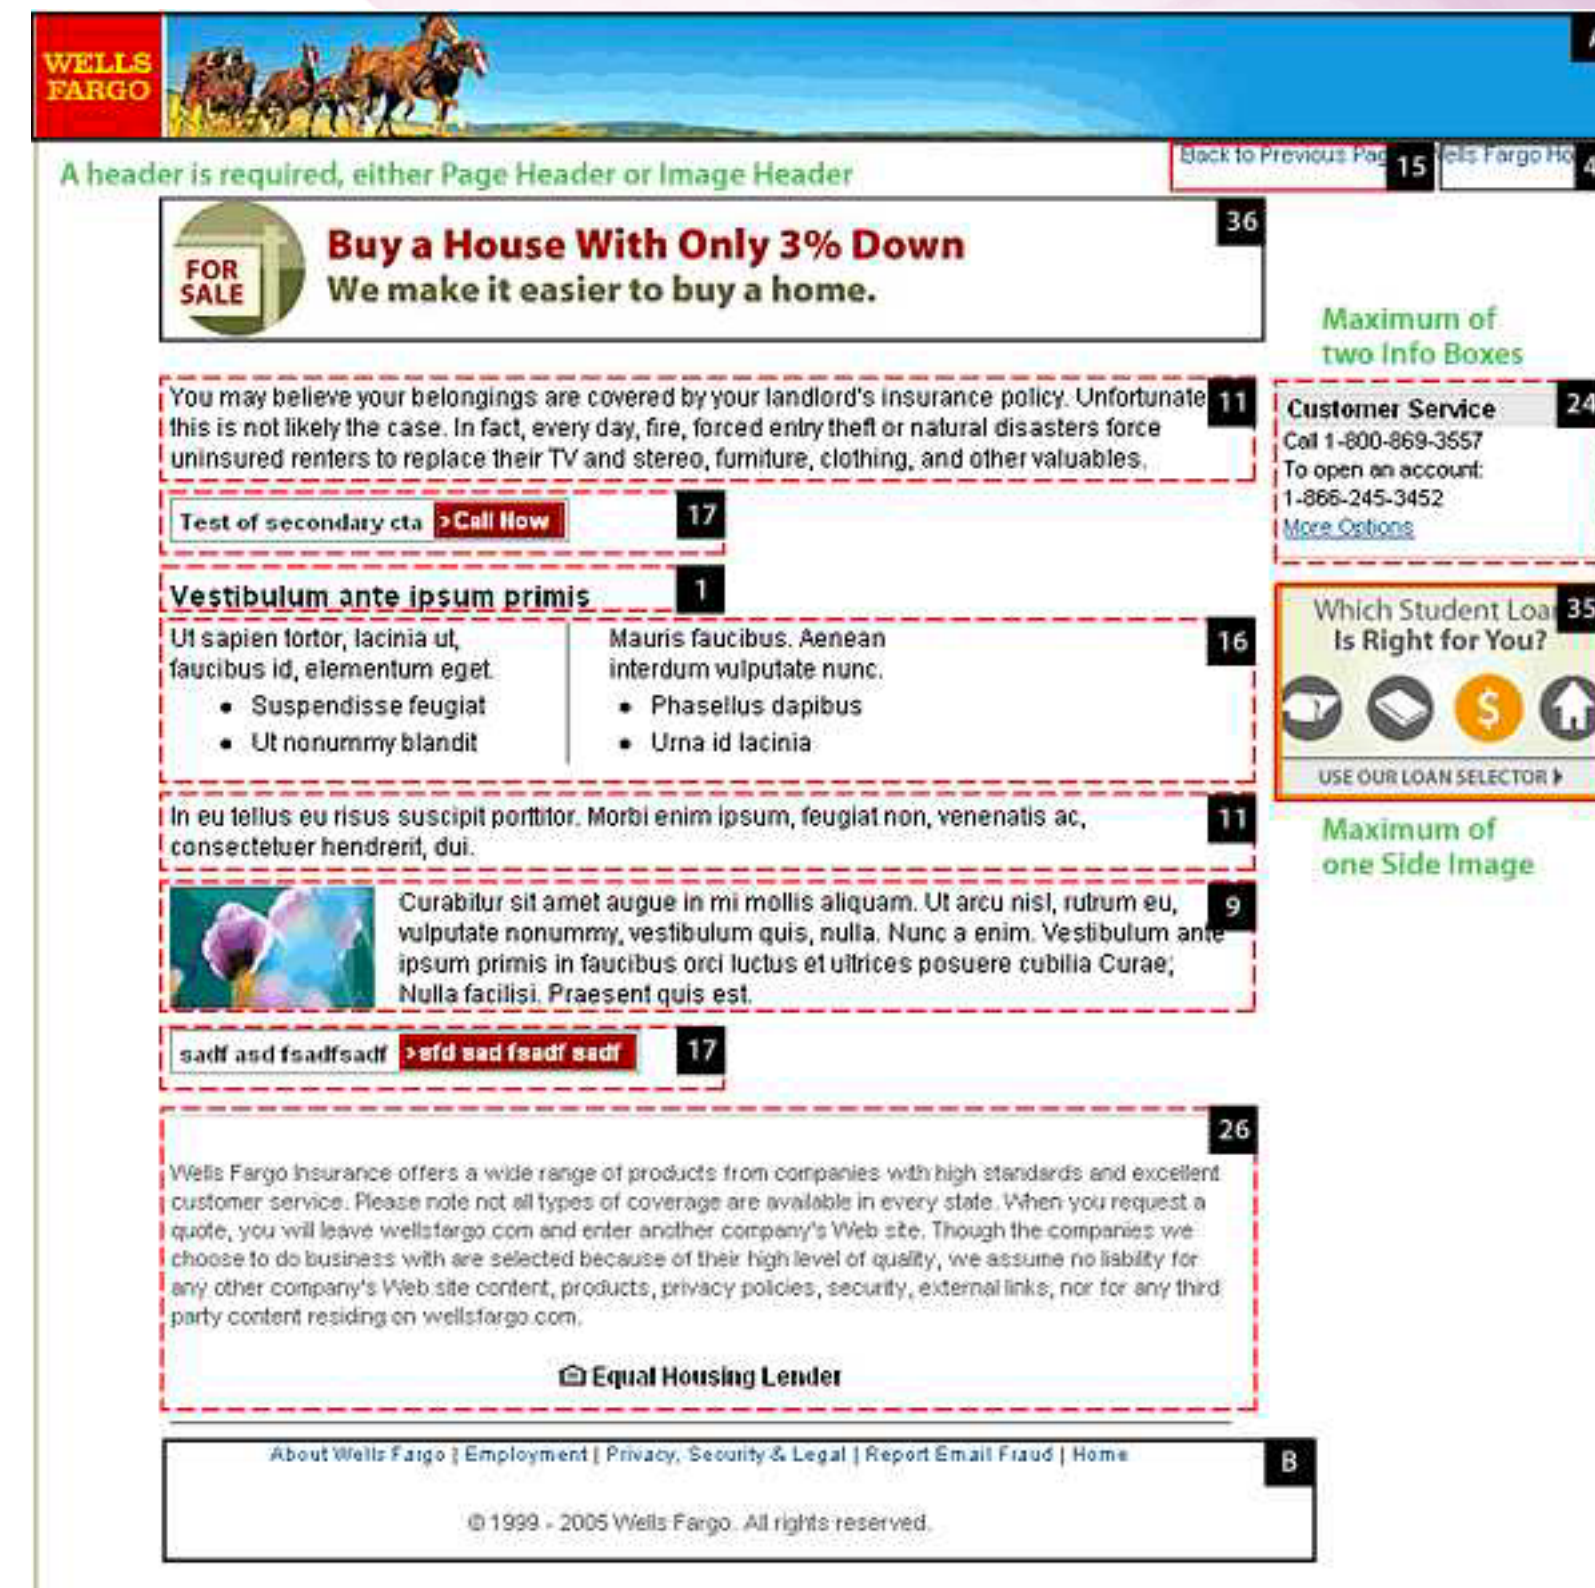 WELLS
FARGO
A header is required, either Page Header or Image Header
Back to Previous
15
Fargo
4
FOR
SALE
Buy a House With Only 3% Down
We make it easier to buy a home.
36
Maximum of
two Info Boxes
You may believe your belongings are covered by your landlord's insurance policy. Unfortunate
this is not likely the case. In fact, every day, fire, forced entry theft or natural disasters force
uninsured renters to replace their TV and stereo, furniture, clothing, and other valuables.
11
Customer Service
24
Call 1-800-869-3557
To open an account:
1-866-245-3452
More Options
Test of secondary cta >Call Now
17
Vestibulum ante ipsum primis
1
Ut sapien tortor, lacinia ut,
faucibus id, elementum eget.
• Suspendisse feugiat
• Ut nonummy blandit
Mauris faucibus. Aenean
interdum vulputate nunc.
• Phasellus dapibus
• Urna id lacinia
16
Which Student Loa
Is Right for You?
35
$
USE OUR LOAN SELECTOR
Maximum of
one Side Image
In eu tellus eu risus suscipit porttitor. Morbi enim ipsum, feugiat non, venenatis ac,
consectetuer hendrerit, dui.
11
Curabitur sit amet augue in mi mollis aliquam. Ut arcu nisl, rutrum eu,
vulputate nonummy, vestibulum quis, nulla. Nunc a enim. Vestibulum ante
ipsum primis in faucibus orci luctus et ultrices posuere cubilia Curae;
Nulla facilisi. Praesent quis est.
9
sadf asd fsadfsadf >sfd sad fsadf sadf
17
26
Wells Fargo Insurance offers a wide range of products from companies with high standards and excellent
customer service. Please note not all types of coverage are available in every state. When you request a
quote, you will leave wellsfargo.com and enter another company's Web site. Though the companies we
choose to do business with are selected because of their high level of quality, we assume no liability for
any other company's Web site content, products, privacy policies, security, external links, nor for any third
party content residing on wellsfargo.com.
Equal Housing Lender
About Wells Fargo | Employment | Privacy, Security & Legal | Report Email Fraud | Home
B
© 1999 - 2005 Wells Fargo. All rights reserved.